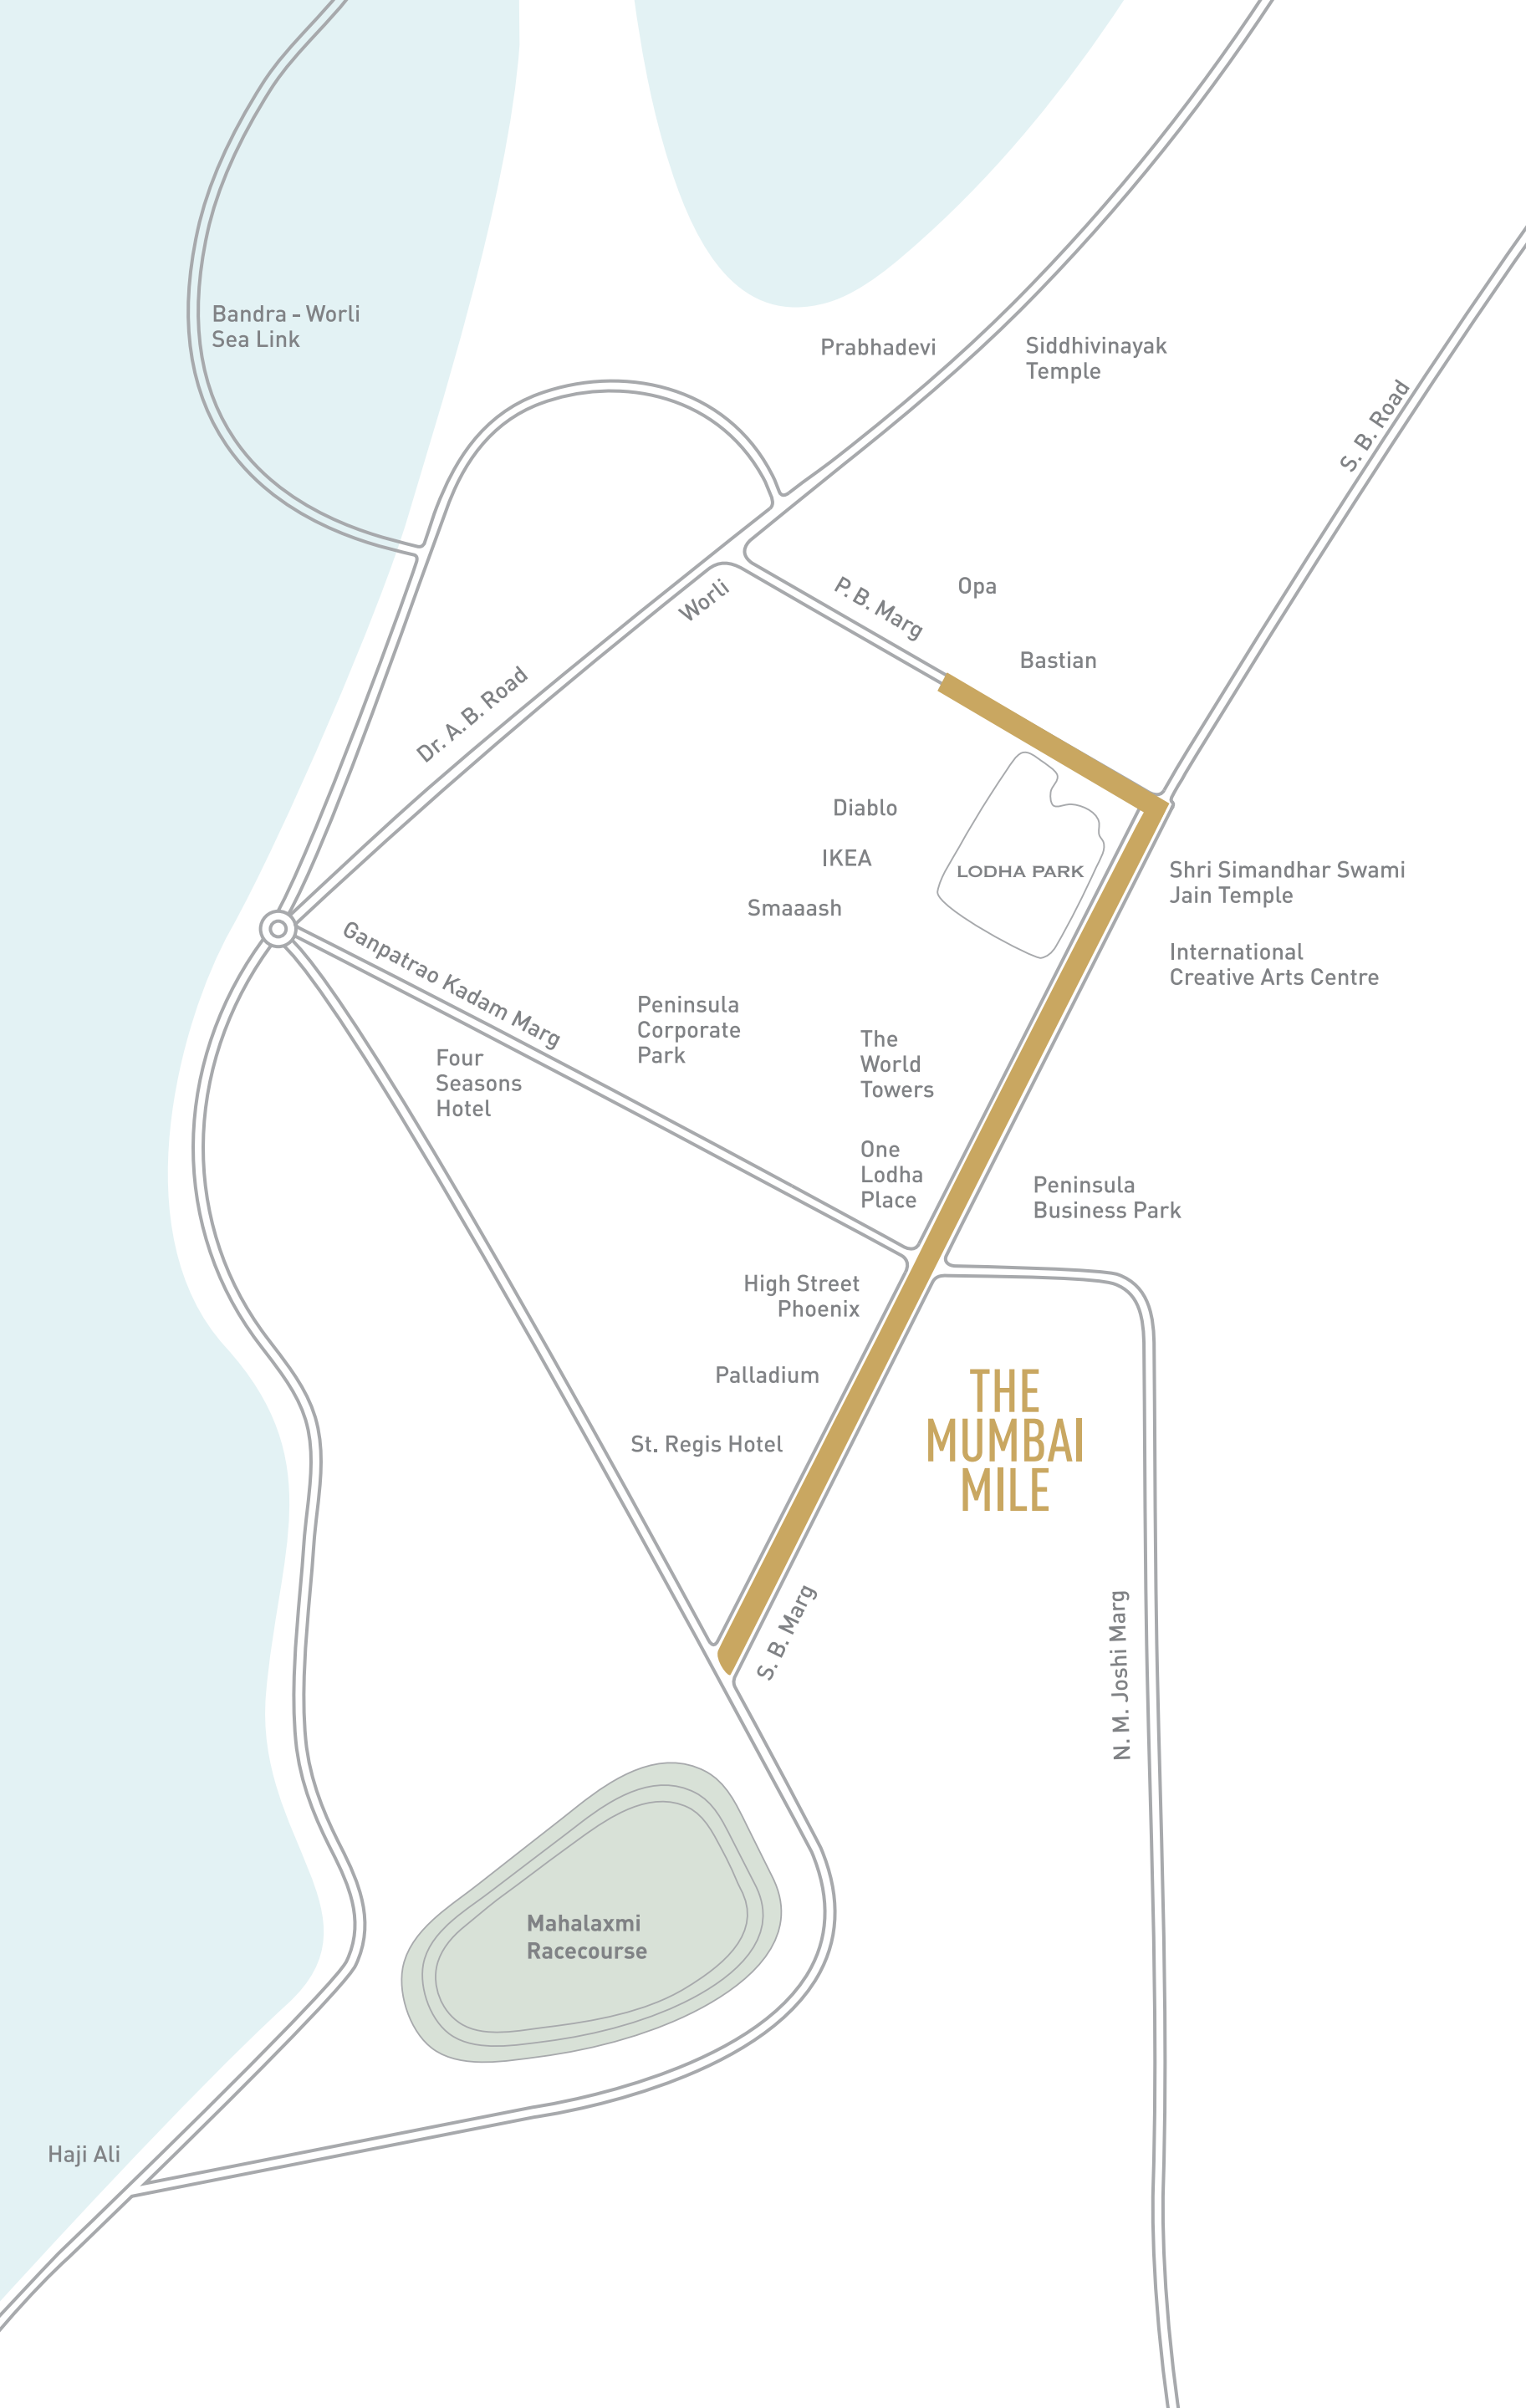 Bandra - Worli
Sea Link
Prabhadevi
Siddhivinayak
Temple
S. B. Road
Opa
P. B. Marg
Worli
Bastian
Dr. A. B. Road
Diablo
IKEA
LODHA PARK
Smaaash
Shri Simandhar Swami
Jain Temple
International
Creative Arts Centre
Ganpatrao Kadam Marg
Peninsula
Corporate
Park
Four
Seasons
Hotel
The
World
Towers
One
Lodha
Place
Peninsula
Business Park
High Street
Phoenix
Palladium
St. Regis Hotel
THE
MUMBAI
MILE
S. B. Marg
N. M. Joshi Marg
Mahalaxmi
Racecourse
Haji Ali